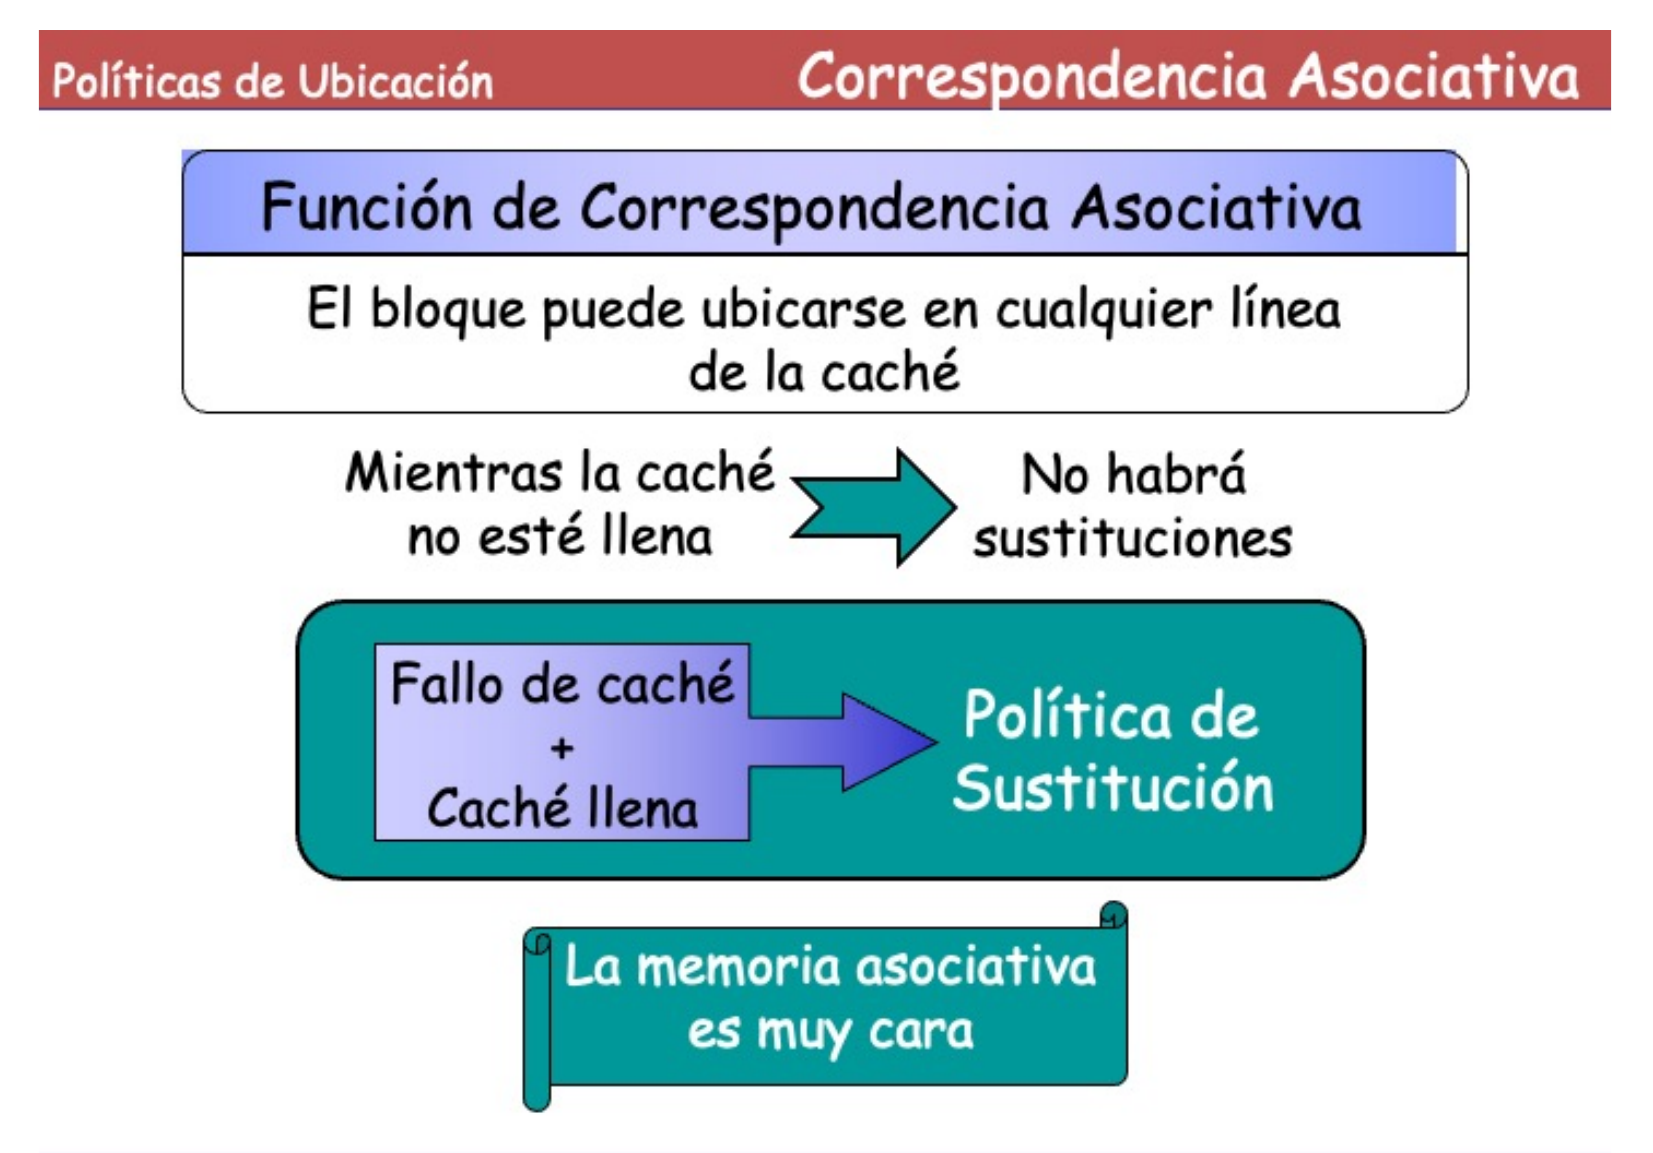 Políticas de Ubicación
Correspondencia Asociativa
Función de Correspondencia Asociativa
El bloque puede ubicarse en cualquier línea
de la caché
Mientras la caché
no esté llena
No habrá
sustituciones
Fallo de caché
+
Caché llena
Política de
Sustitución
La memoria asociativa
es muy cara